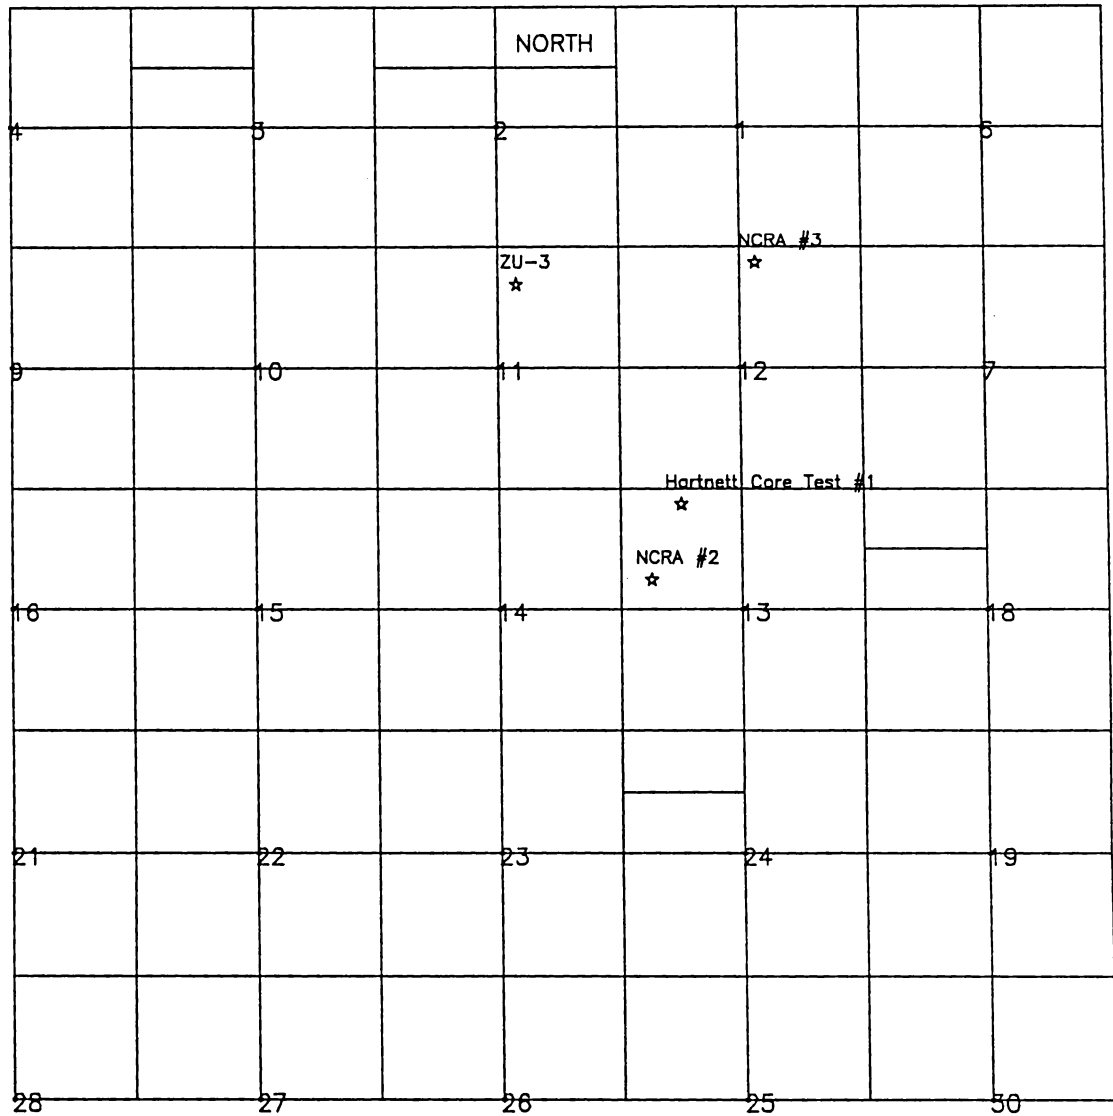 NORTH
4 3 2 1 6
NCRA #3
ZU-3
9 10 11 12 7
Hartnett Core Test #1
NCRA #2
16 15 14 13 18
21 22 23 24 19
28 27 26 25 30